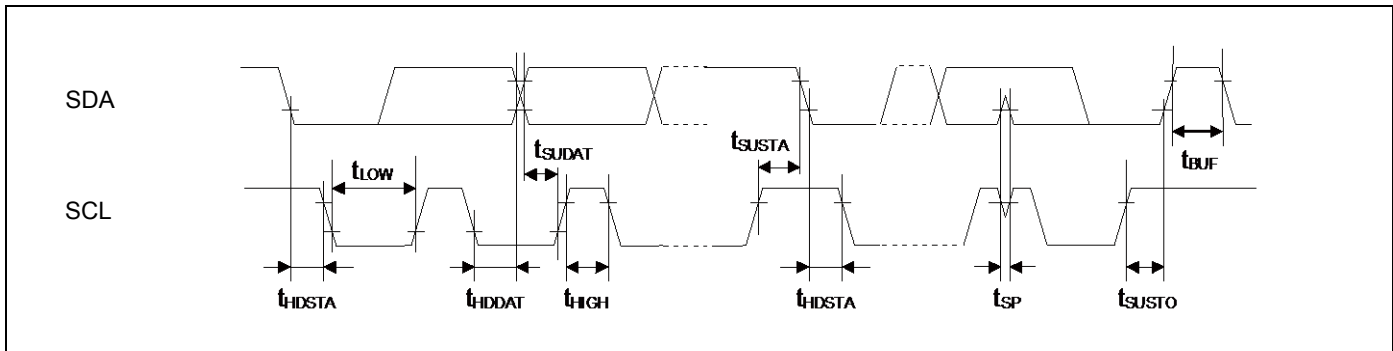 SDA
tSUSTA
tSUDAT
tBUF
tLOW
SCL
tHDSTA
tHDDAT
tHIGH
tHDSTA
tSP
tSUSTO